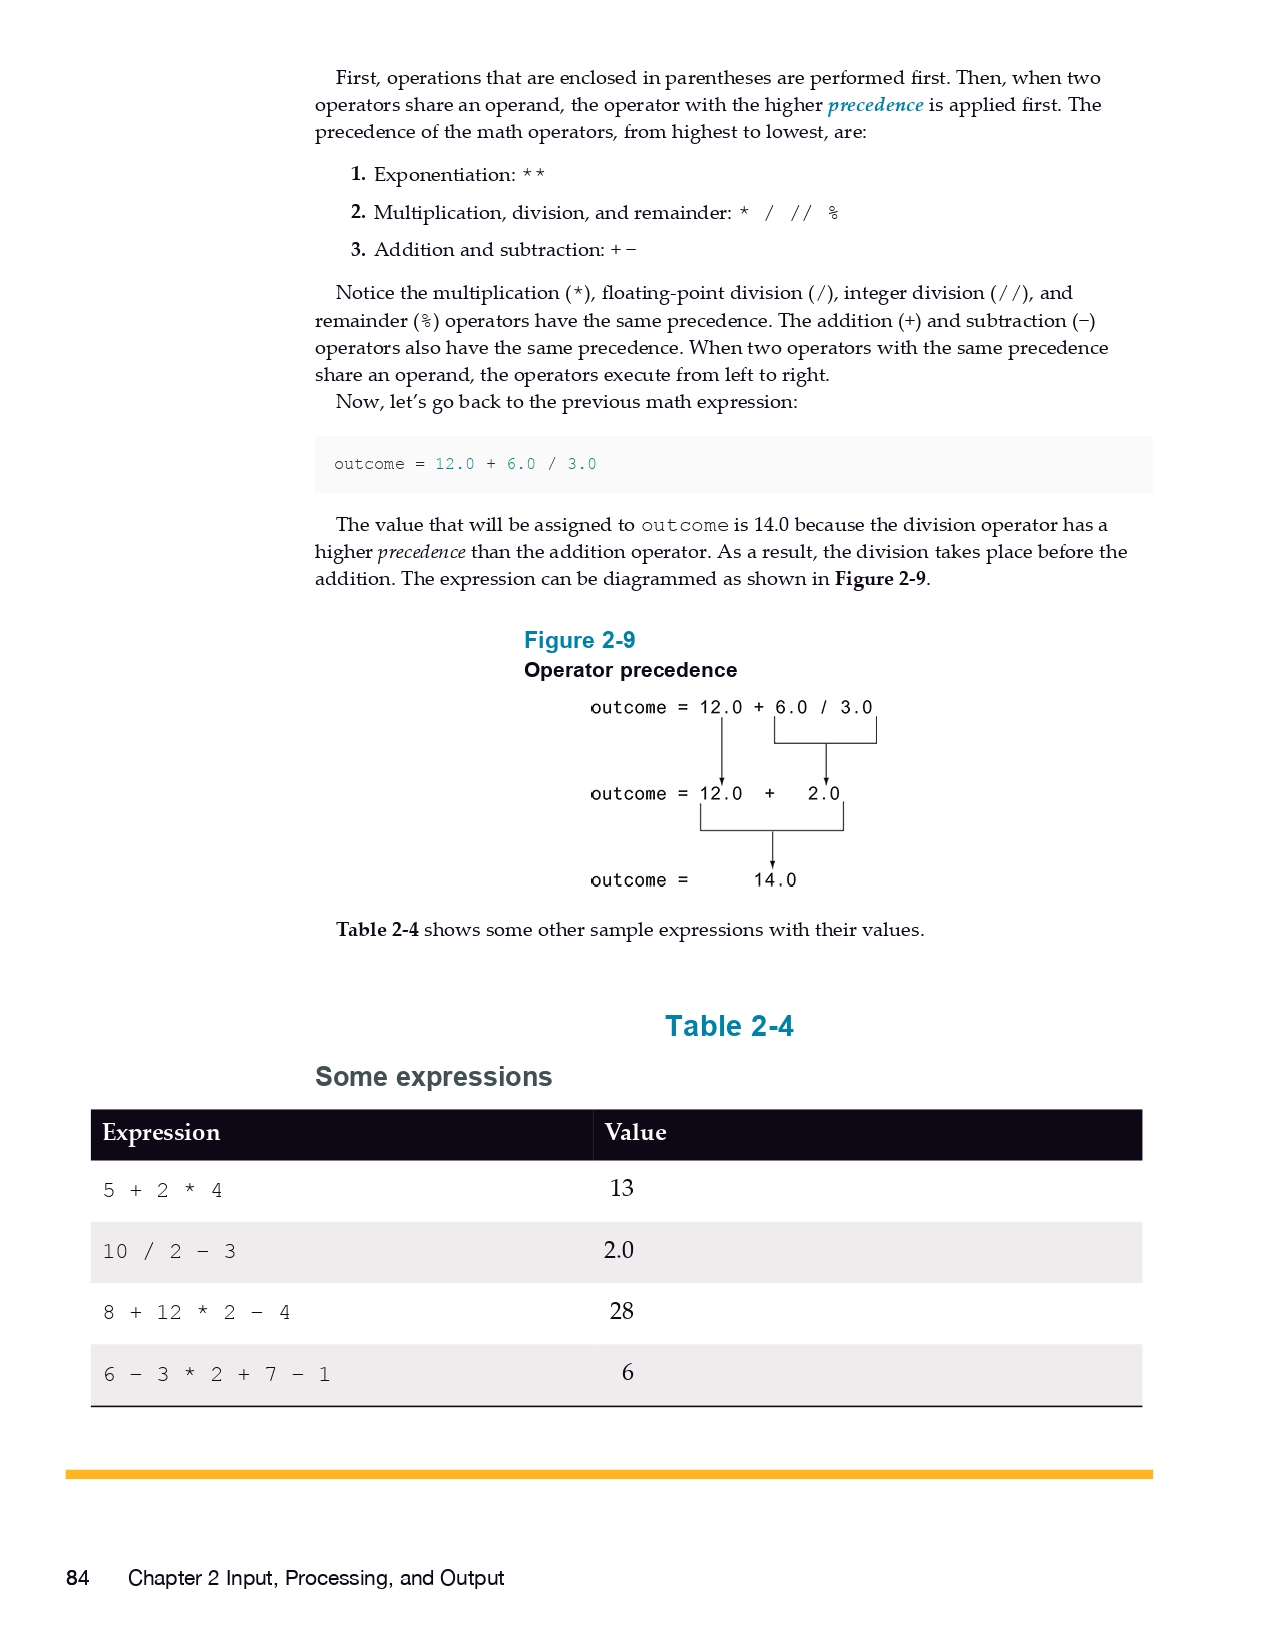 First, operations that are enclosed in parentheses are performed first. Then, when two
operators share an operand, the operator with the higher precedence is applied first. The
precedence of the math operators, from highest to lowest, are:
1. Exponentiation: **
2. Multiplication, division, and remainder: * / // %
3. Addition and subtraction: + −
Notice the multiplication (*), floating-point division (/), integer division (//), and
remainder (%) operators have the same precedence. The addition (+) and subtraction (−)
operators also have the same precedence. When two operators with the same precedence
share an operand, the operators execute from left to right.
Now, let’s go back to the previous math expression:
outcome = 12.0 + 6.0 / 3.0
The value that will be assigned to outcome is 14.0 because the division operator has a
higher precedence than the addition operator. As a result, the division takes place before the
addition. The expression can be diagrammed as shown in Figure 2-9.
Figure 2-9
Operator precedence
outcome = 12.0 + 6.0 / 3.0
outcome = 12.0 + 2.0
outcome = 14.0
Table 2-4 shows some other sample expressions with their values.
Table 2-4
Some expressions
Expression Value
5 + 2 * 4 13
10 / 2 − 3 2.0
8 + 12 * 2 − 4 28
6 − 3 * 2 + 7 − 1 6
84 Chapter 2 Input, Processing, and Output